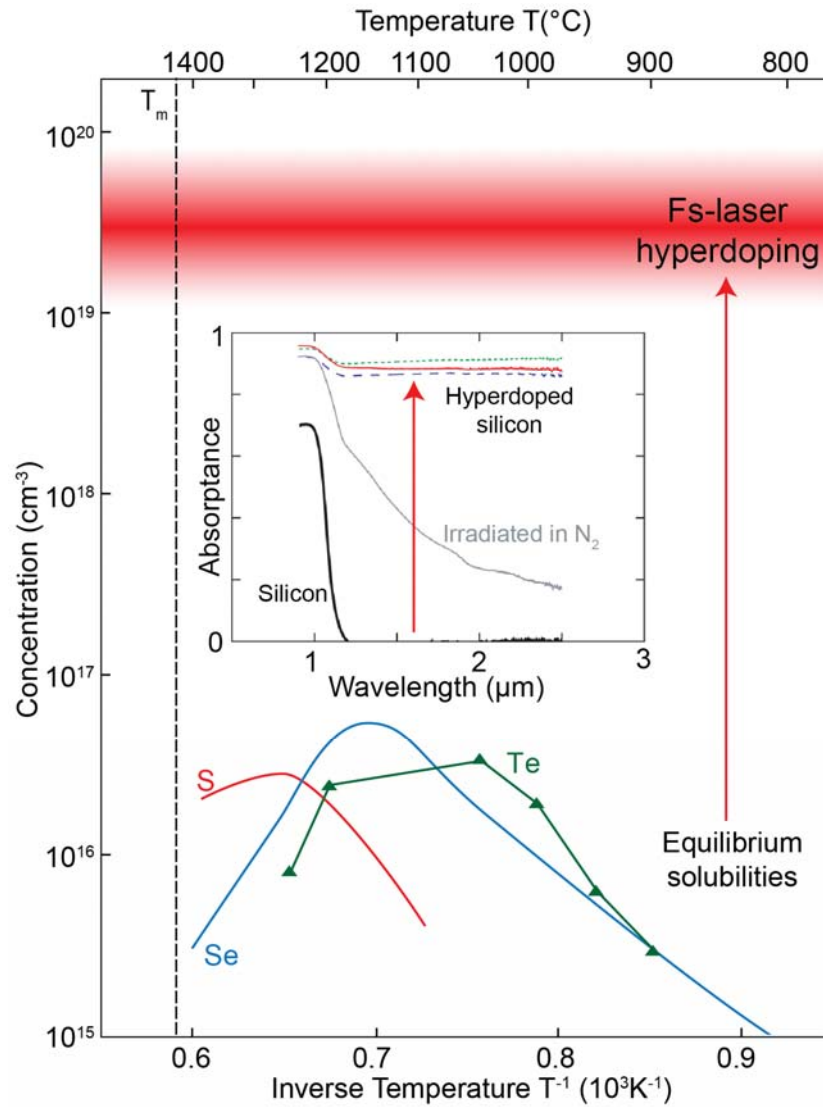 Temperature T(°C)
1400 1200 1100 1000 900 800
Tₘ
10²⁰
Fs-laser
hyperdoping
10¹⁹
1
Hyperdoped
silicon
10¹⁸
Absorptance
Irradiated in N₂
Silicon
0
1 2 3
Wavelength (µm)
Concentration (cm⁻³)
10¹⁷
S
Te
Equilibrium
solubilities
10¹⁶
Se
10¹⁵
0.6 0.7 0.8 0.9
Inverse Temperature T⁻¹ (10³K⁻¹)